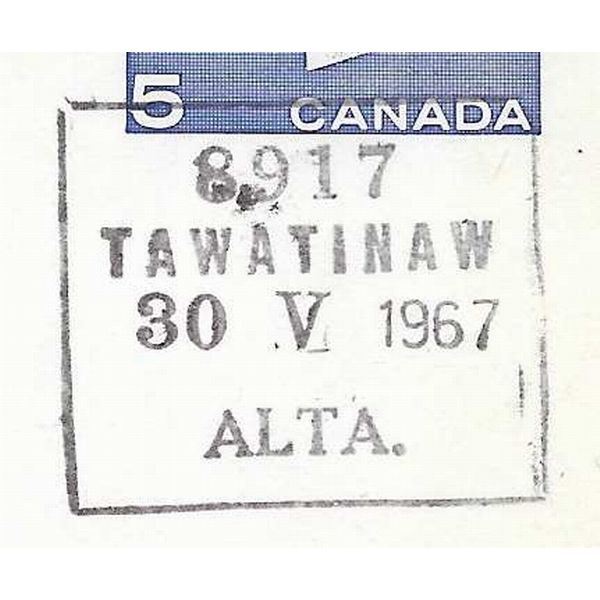 5 CANADA
8917
TAWATINAW
30 V 1967
ALTA.